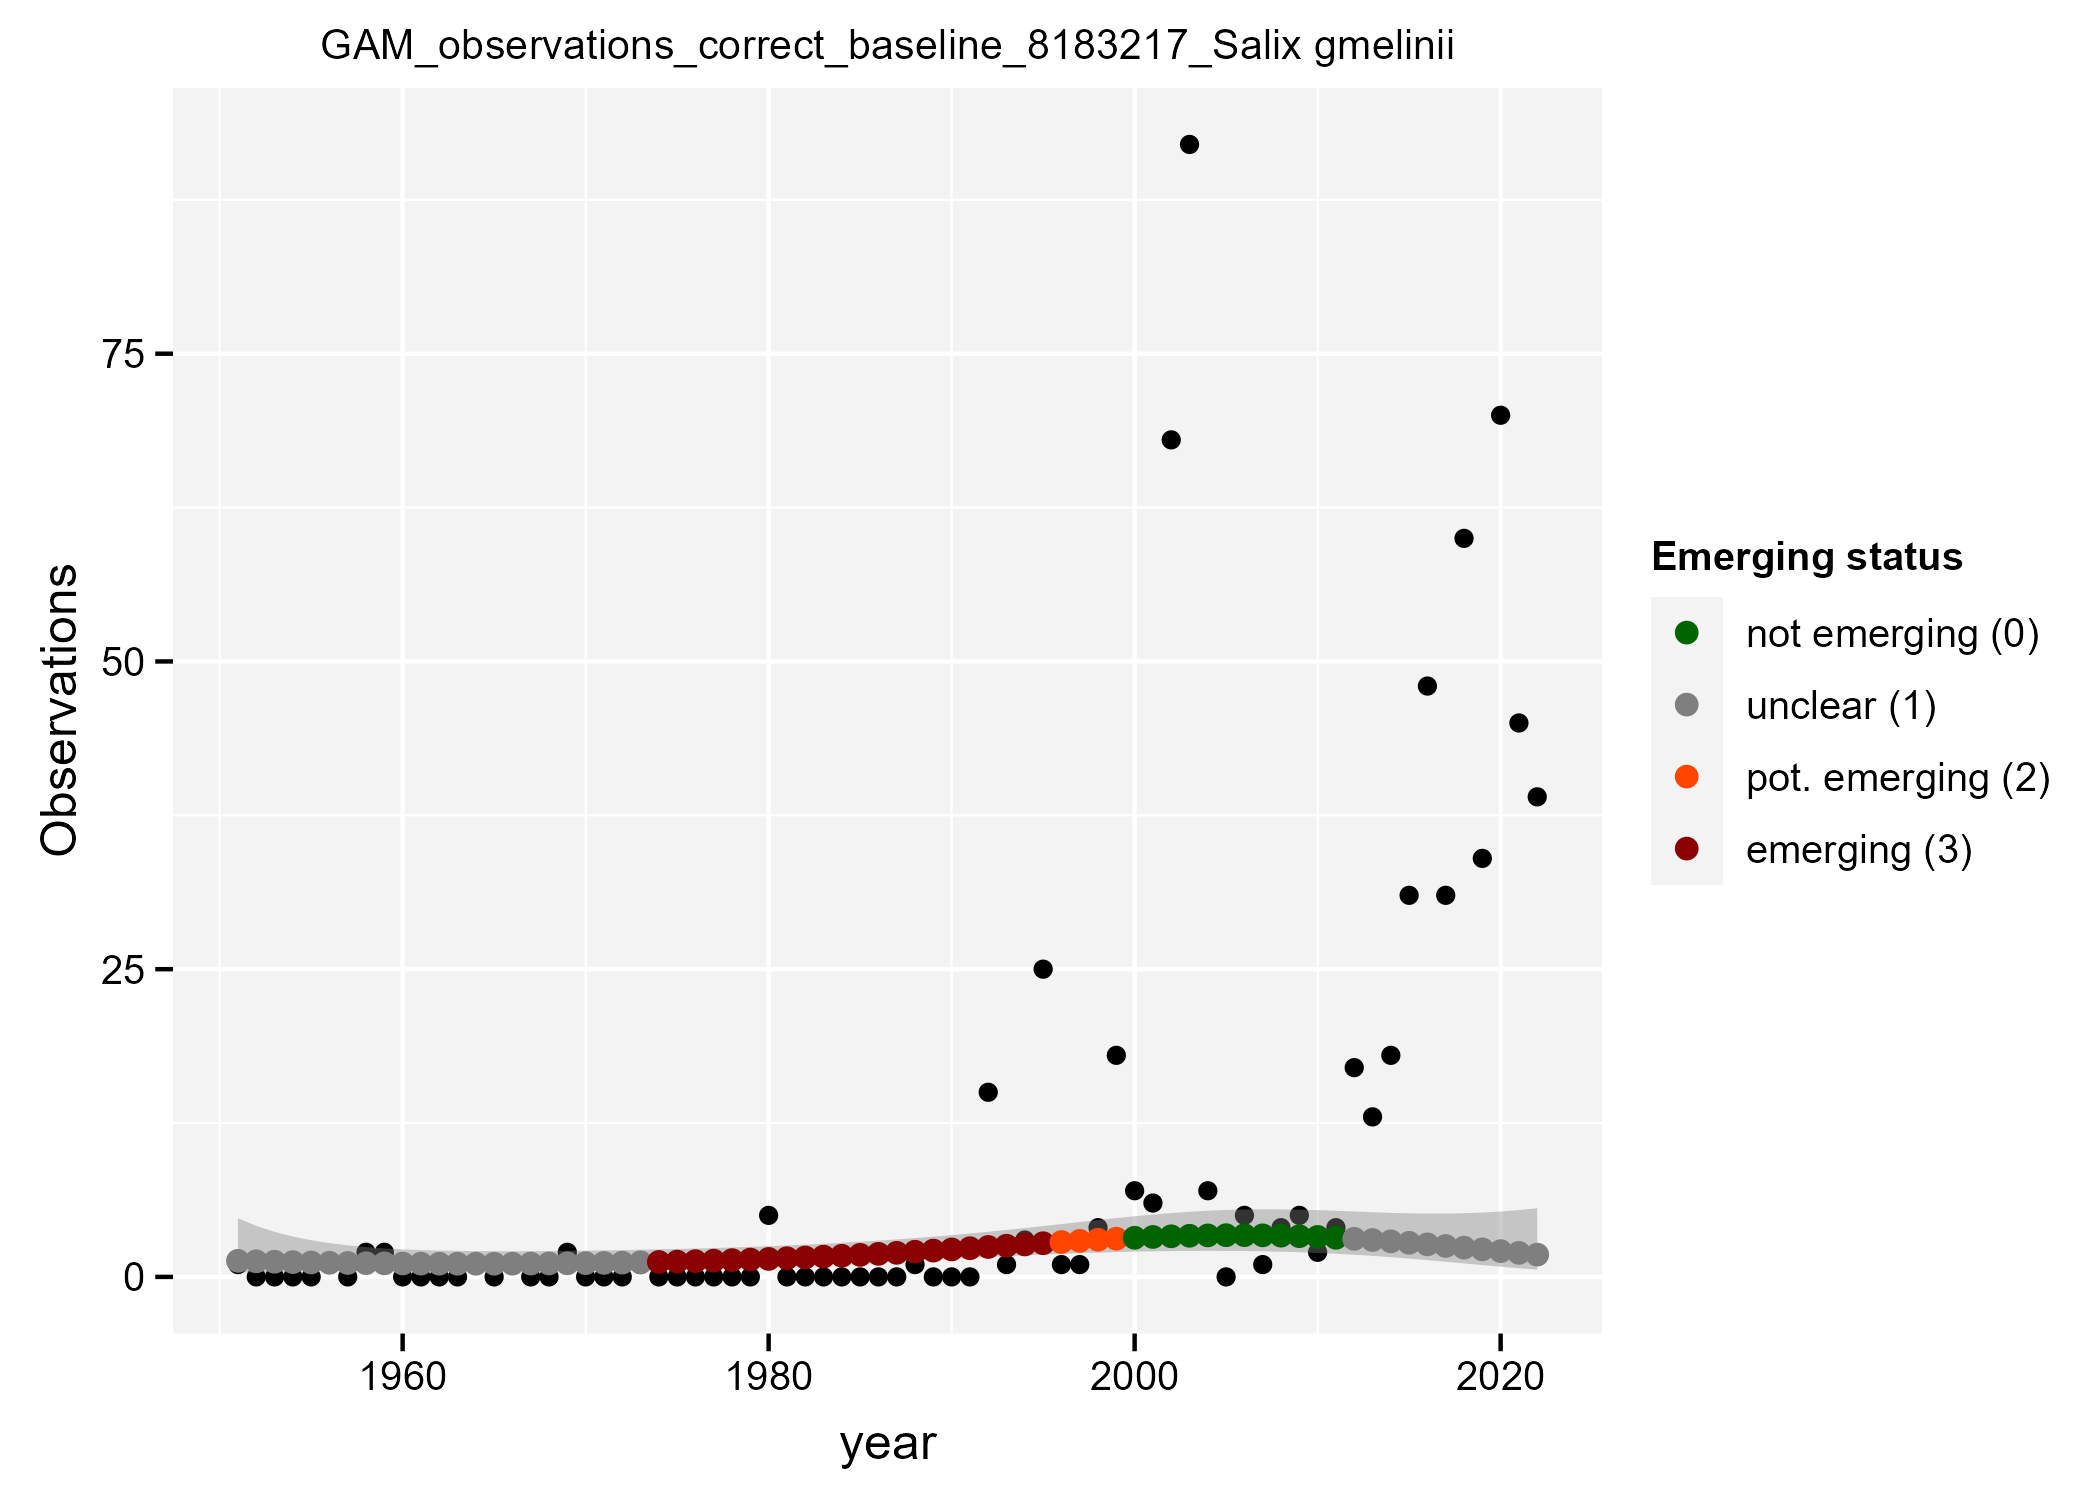 GAM_observations_correct_baseline_8183217_Salix gmelinii
Observations
75
50
25
0
1960
1980
2000
2020
year
Emerging status
not emerging (0)
unclear (1)
pot. emerging (2)
emerging (3)